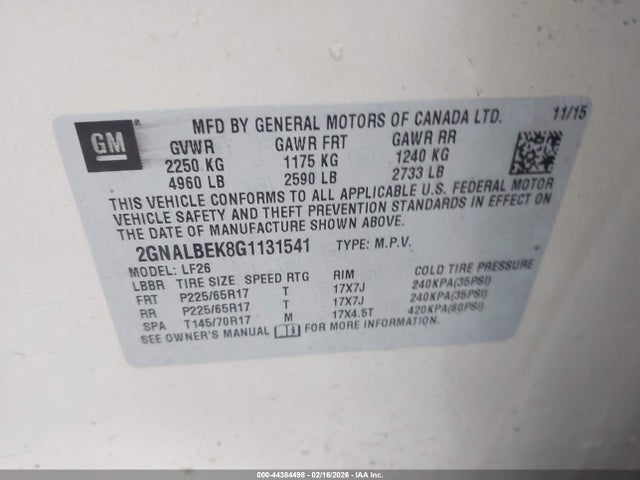 GM
MFD BY GENERAL MOTORS OF CANADA LTD. 11/15
GVWR GAWR FRT GAWR RR
2250 KG 1175 KG 1240 KG
4960 LB 2590 LB 2733 LB
THIS VEHICLE CONFORMS TO ALL APPLICABLE U.S. FEDERAL MOTOR
VEHICLE SAFETY AND THEFT PREVENTION STANDARDS IN EFFECT ON
THE DATE OF MANUFACTURE SHOWN ABOVE.
2GNALBEK8G1131541 TYPE: M.P.V.
MODEL: LF26
LBBR TIRE SIZE SPEED RTG RIM COLD TIRE PRESSURE
FRT P225/65R17 T 17X7J 240KPA(35PSI)
RR P225/65R17 T 17X7J 240KPA(35PSI)
SPA T145/70R17 M 17X4.5T 420KPA(60PSI)
SEE OWNER'S MANUAL FOR MORE INFORMATION.
000-44384498 - 02/16/2026 - IAAI Inc.